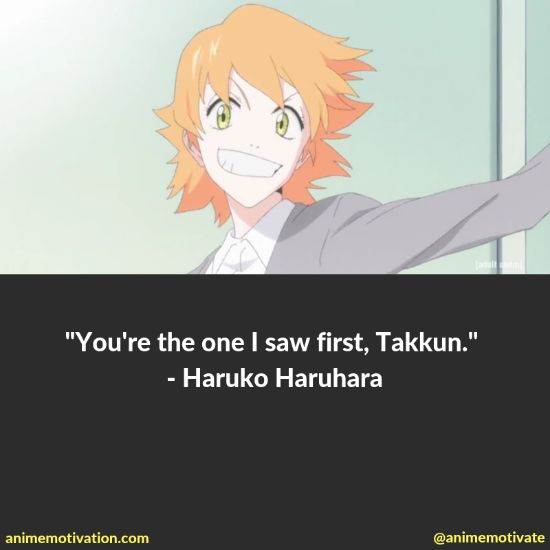 [adult swim]
"You're the one I saw first, Takkun."
- Haruko Haruhara
animemotivation.com
@animemotivate